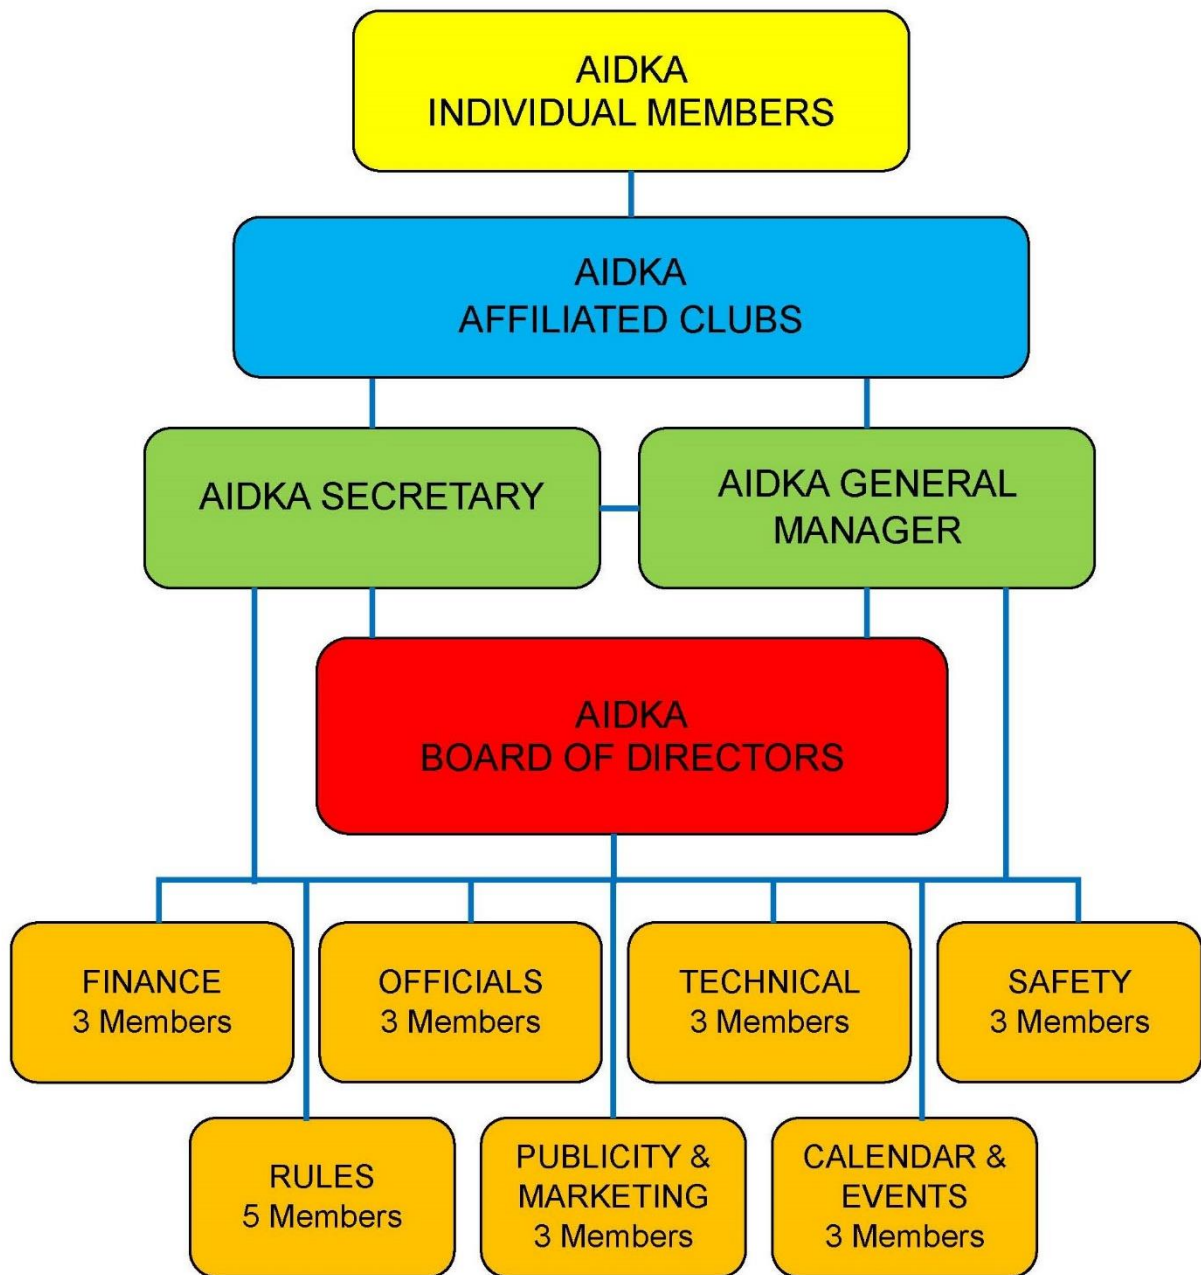 AIDKA
INDIVIDUAL MEMBERS
AIDKA
AFFILIATED CLUBS
AIDKA SECRETARY
AIDKA GENERAL
MANAGER
AIDKA
BOARD OF DIRECTORS
FINANCE
3 Members
OFFICIALS
3 Members
TECHNICAL
3 Members
SAFETY
3 Members
RULES
5 Members
PUBLICITY &
MARKETING
3 Members
CALENDAR &
EVENTS
3 Members